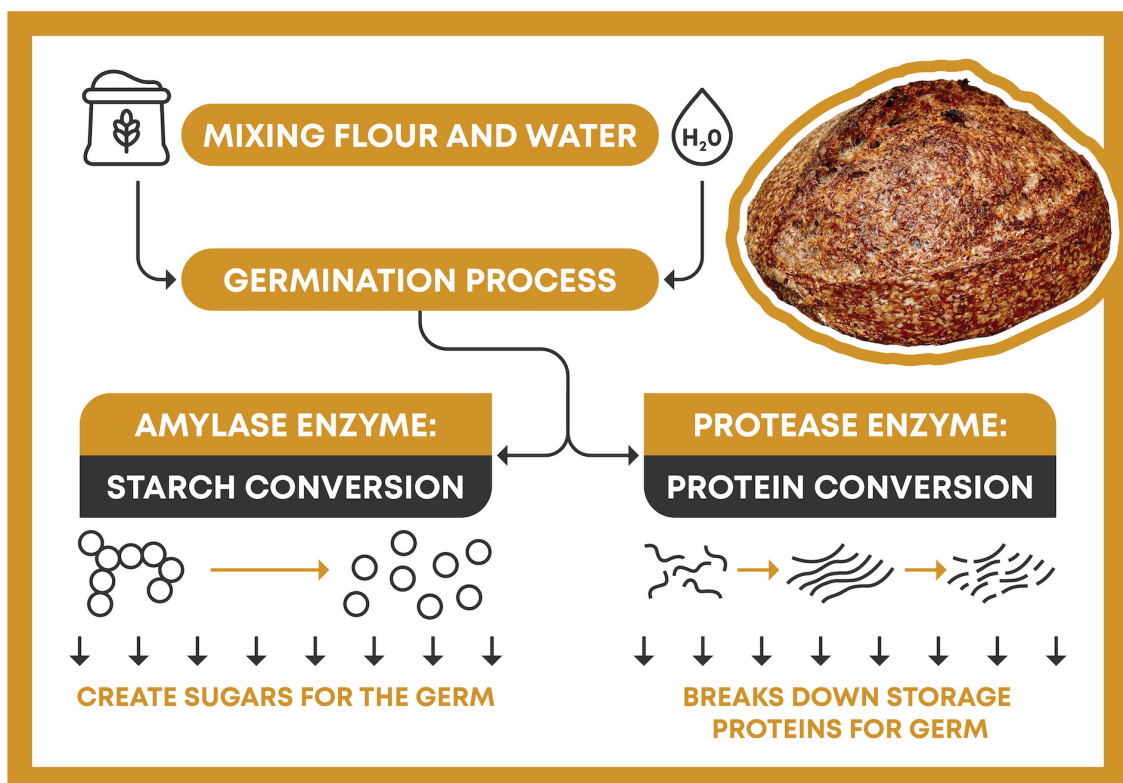 MIXING FLOUR AND WATER
H₂0
GERMINATION PROCESS
AMYLASE ENZYME:
STARCH CONVERSION
PROTEASE ENZYME:
PROTEIN CONVERSION
CREATE SUGARS FOR THE GERM
BREAKS DOWN STORAGE
PROTEINS FOR GERM